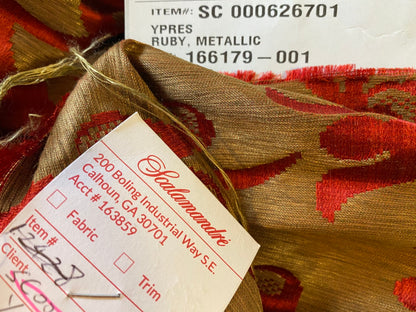 ITEM#: SC 000626701
YPRES
RUBY, METALLIC
166179-001
Scalamandré
200 Boling Industrial Way S.E.
Calhoun, GA 30701
Acct # 163859
Fabric
Trim
Item#
Client